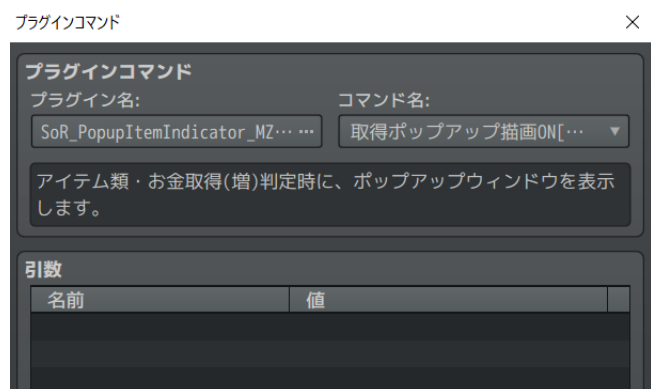 プラグインコマンド
プラグインコマンド
プラグイン名:
コマンド名:
SoR_PopupItemIndicator_MZ… …
取得ポップアップ描画ON[…
アイテム類・お金取得(増)判定時に、ポップアップウィンドウを表示
します。
引数
名前
値